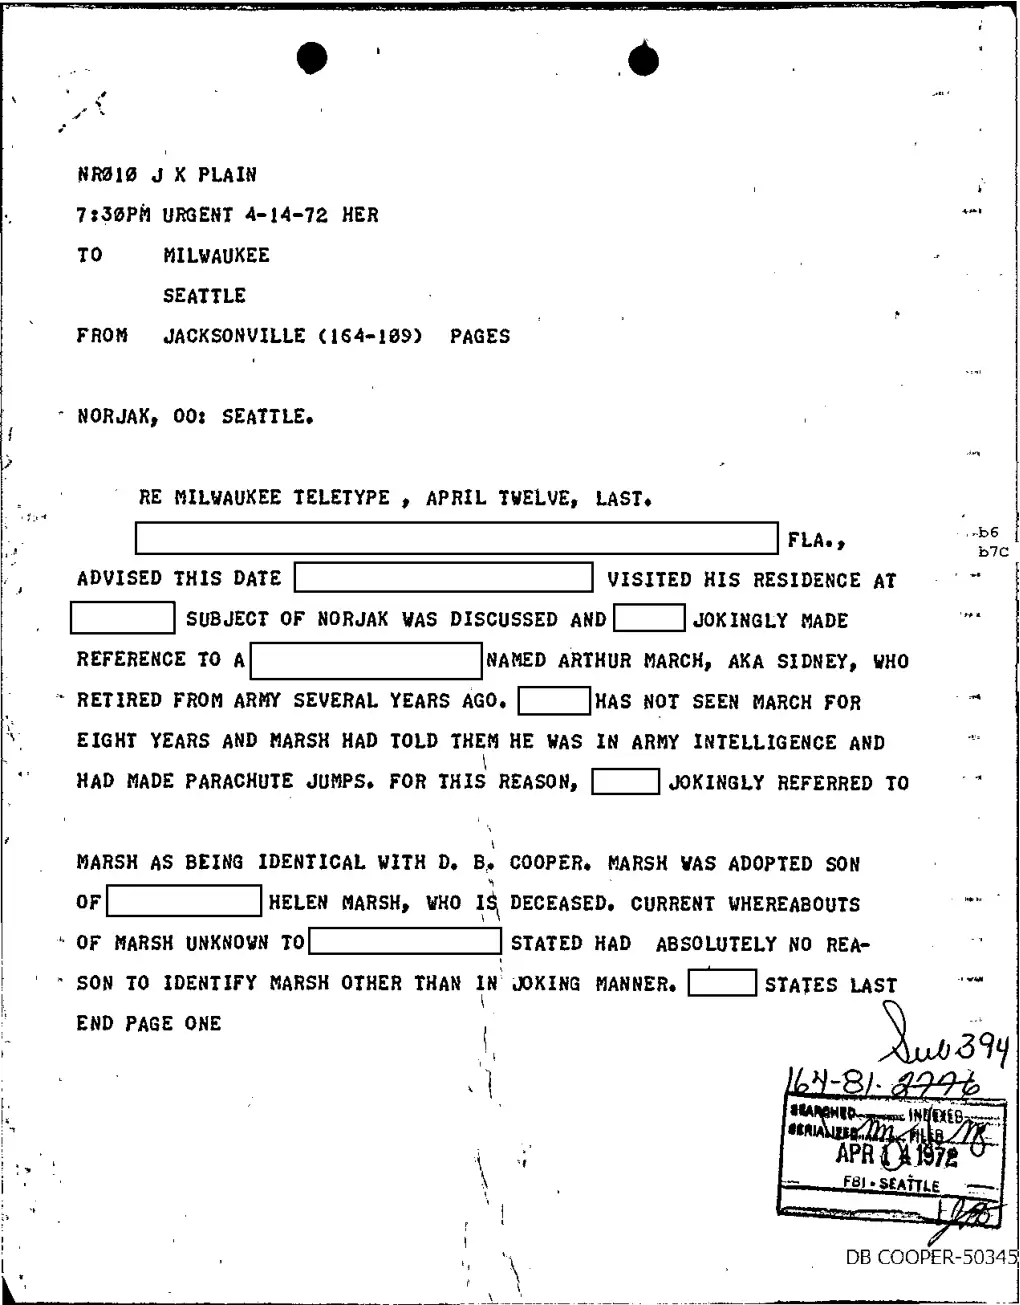 NR010 J K PLAIN
7:30PM URGENT 4-14-72 HER
TO MILWAUKEE
SEATTLE
FROM JACKSONVILLE (164-109) PAGES
NORJAK, OO: SEATTLE.
RE MILWAUKEE TELETYPE , APRIL TWELVE, LAST.
FLA.,
b6
b7C
ADVISED THIS DATE VISITED HIS RESIDENCE AT
SUBJECT OF NORJAK WAS DISCUSSED AND JOKINGLY MADE
REFERENCE TO A NAMED ARTHUR MARCH, AKA SIDNEY, WHO
RETIRED FROM ARMY SEVERAL YEARS AGO. HAS NOT SEEN MARCH FOR
EIGHT YEARS AND MARSH HAD TOLD THEM HE WAS IN ARMY INTELLIGENCE AND
HAD MADE PARACHUTE JUMPS. FOR THIS REASON, JOKINGLY REFERRED TO
MARSH AS BEING IDENTICAL WITH D. B. COOPER. MARSH WAS ADOPTED SON
OF HELEN MARSH, WHO IS DECEASED. CURRENT WHEREABOUTS
OF MARSH UNKNOWN TO STATED HAD ABSOLUTELY NO REA-
SON TO IDENTIFY MARSH OTHER THAN IN JOKING MANNER. STATES LAST
END PAGE ONE
Sub 394
164-81-2776
SEARCHED INDEXED
SERIALIZED FILED
APR 14 1972
FBI - SEATTLE
DB COOPER-50345